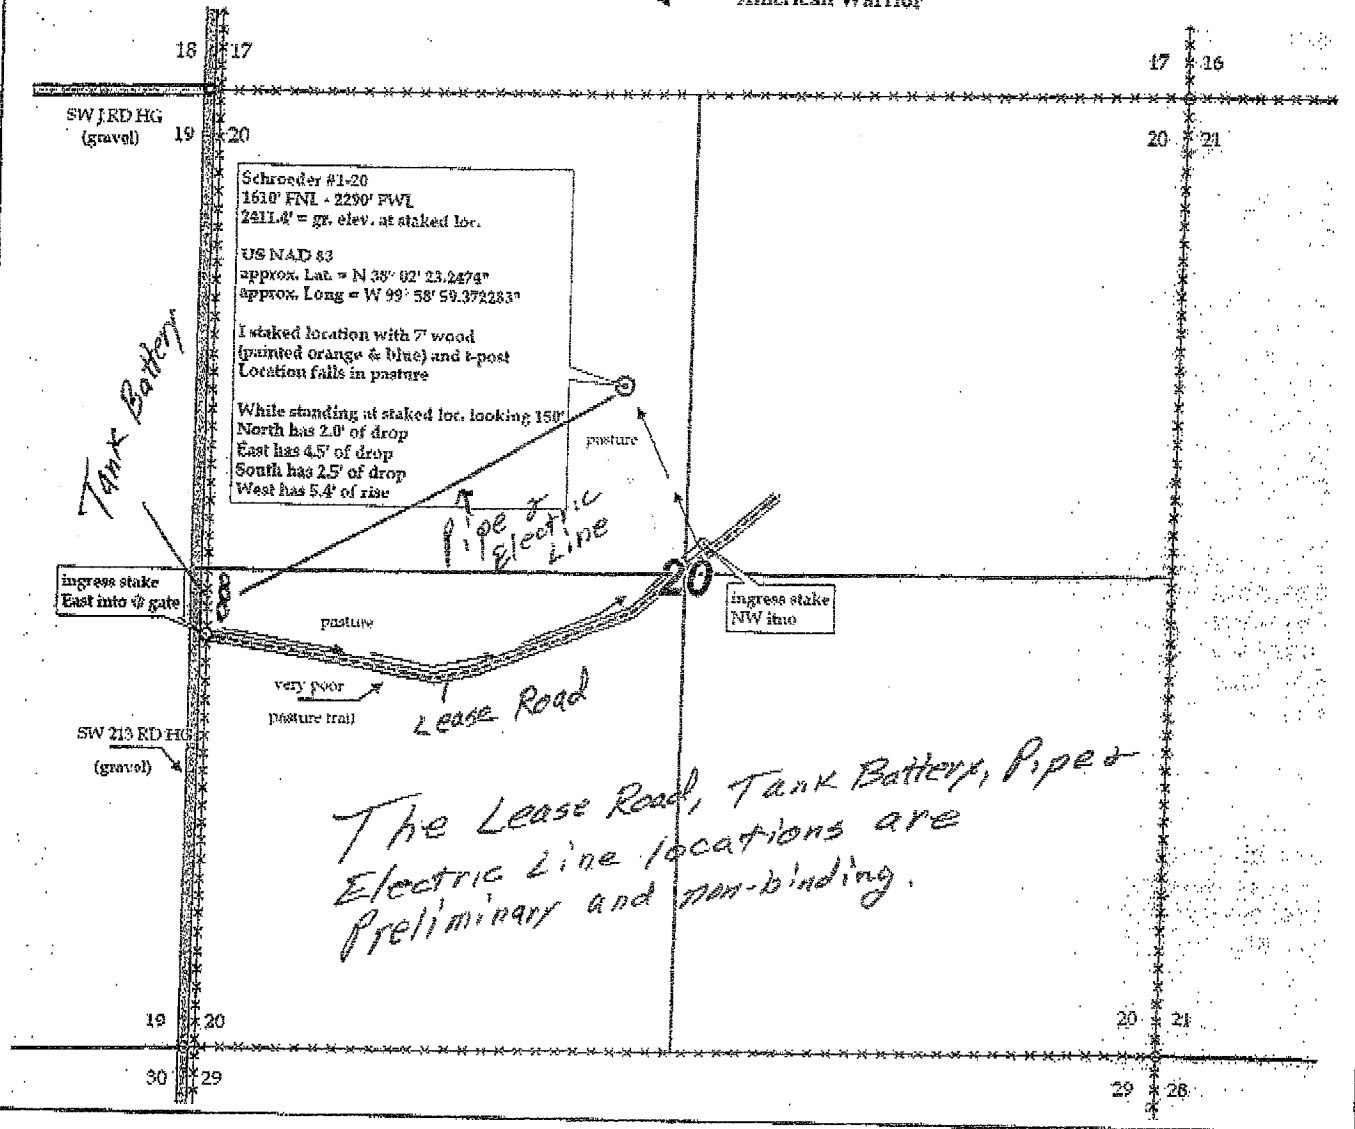 American Warrior
18 17
17 16
SW J RD HG
(gravel)
19 20
20 21
Schroeder #1-20
1610' FNL - 2290' FWL
2411.4' = gr. elev. at staked loc.
US NAD 83
approx. Lat. = N 38° 02' 23.2474"
approx. Long = W 99° 58' 59.372283"
I staked location with 7' wood
(painted orange & blue) and t-post
Location falls in pasture
While standing at staked loc. looking 150'
North has 2.0' of drop
East has 4.5' of drop
South has 2.5' of drop
West has 5.4' of rise
Tank Battery
pasture
Pipe &
Electric
Line
ingress stake
East into @ gate
20
ingress stake
NW into
pasture
very poor
pasture trail
Lease Road
SW 213 RD HG
(gravel)
The Lease Road, Tank Battery, Pipe &
Electric Line locations are
Preliminary and non-binding.
19 20
20 21
30 29
29 28